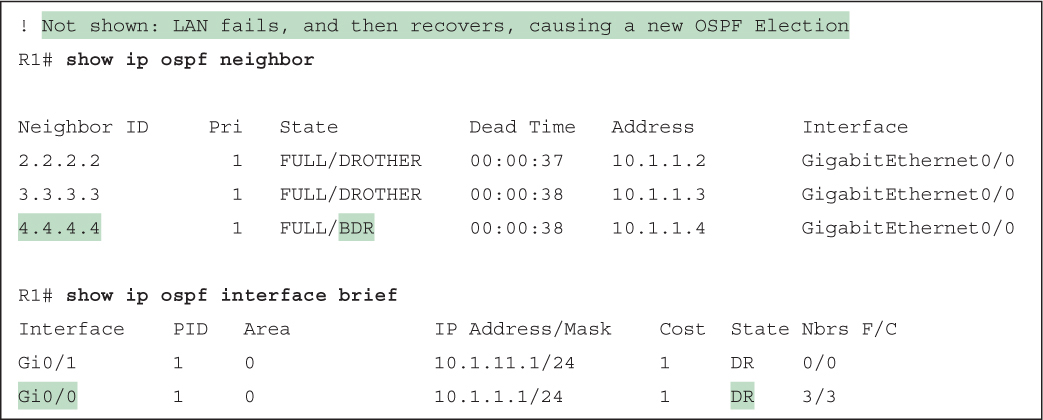 ! Not shown: LAN fails, and then recovers, causing a new OSPF Election
R1# show ip ospf neighbor
Neighbor ID Pri State Dead Time Address Interface
2.2.2.2 1 FULL/DROTHER 00:00:37 10.1.1.2 GigabitEthernet0/0
3.3.3.3 1 FULL/DROTHER 00:00:38 10.1.1.3 GigabitEthernet0/0
4.4.4.4 1 FULL/BDR 00:00:38 10.1.1.4 GigabitEthernet0/0
R1# show ip ospf interface brief
Interface PID Area IP Address/Mask Cost State Nbrs F/C
Gi0/1 1 0 10.1.11.1/24 1 DR 0/0
Gi0/0 1 0 10.1.1.1/24 1 DR 3/3